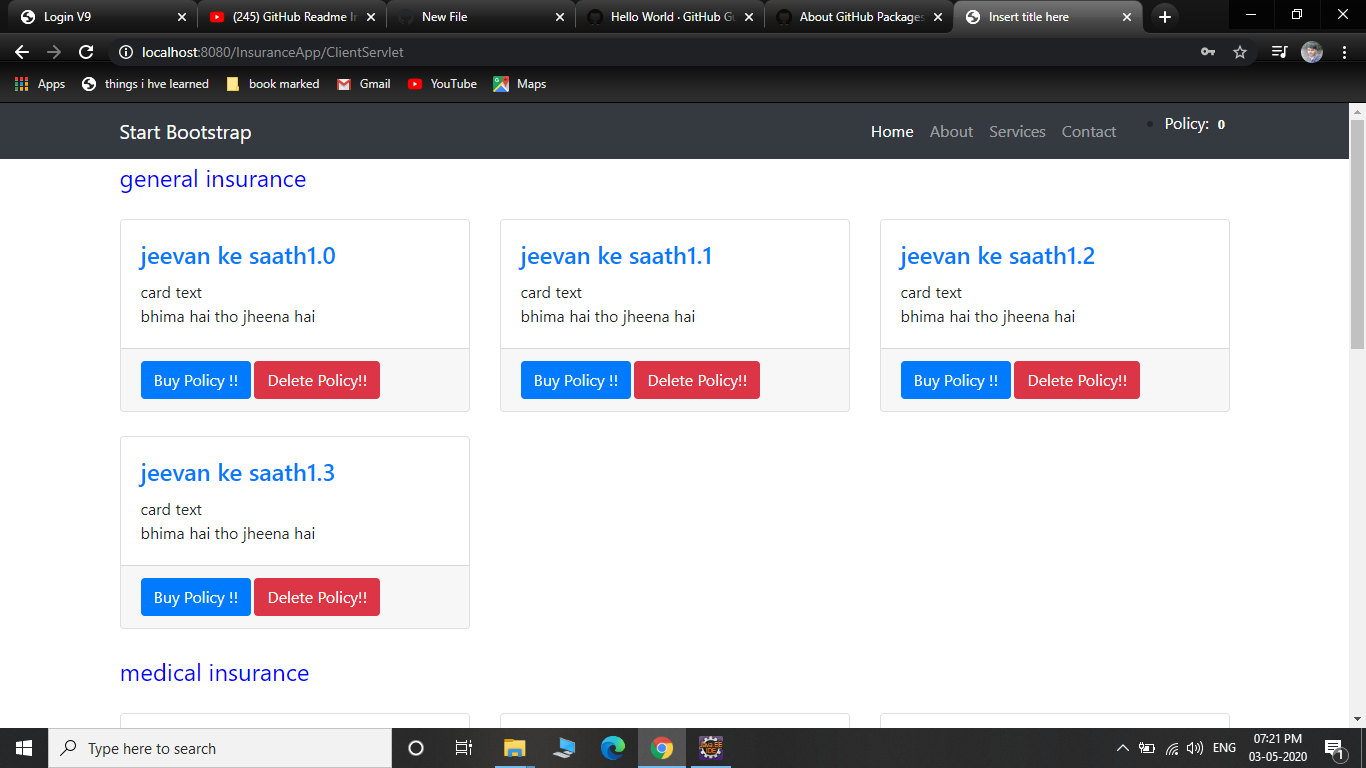 Login V9
(245) GitHub Readme Ir
New File
Hello World · GitHub Gu
About GitHub Packages
Insert title here
localhost:8080/InsuranceApp/ClientServlet
Apps
things i hve learned
book marked
Gmail
YouTube
Maps
Start Bootstrap
Home
About
Services
Contact
Policy: 0
general insurance
jeevan ke saath1.0
card text
bhima hai tho jheena hai
Buy Policy !!
Delete Policy!!
jeevan ke saath1.1
card text
bhima hai tho jheena hai
Buy Policy !!
Delete Policy!!
jeevan ke saath1.2
card text
bhima hai tho jheena hai
Buy Policy !!
Delete Policy!!
jeevan ke saath1.3
card text
bhima hai tho jheena hai
Buy Policy !!
Delete Policy!!
medical insurance
Type here to search
ENG
07:21 PM
03-05-2020
1